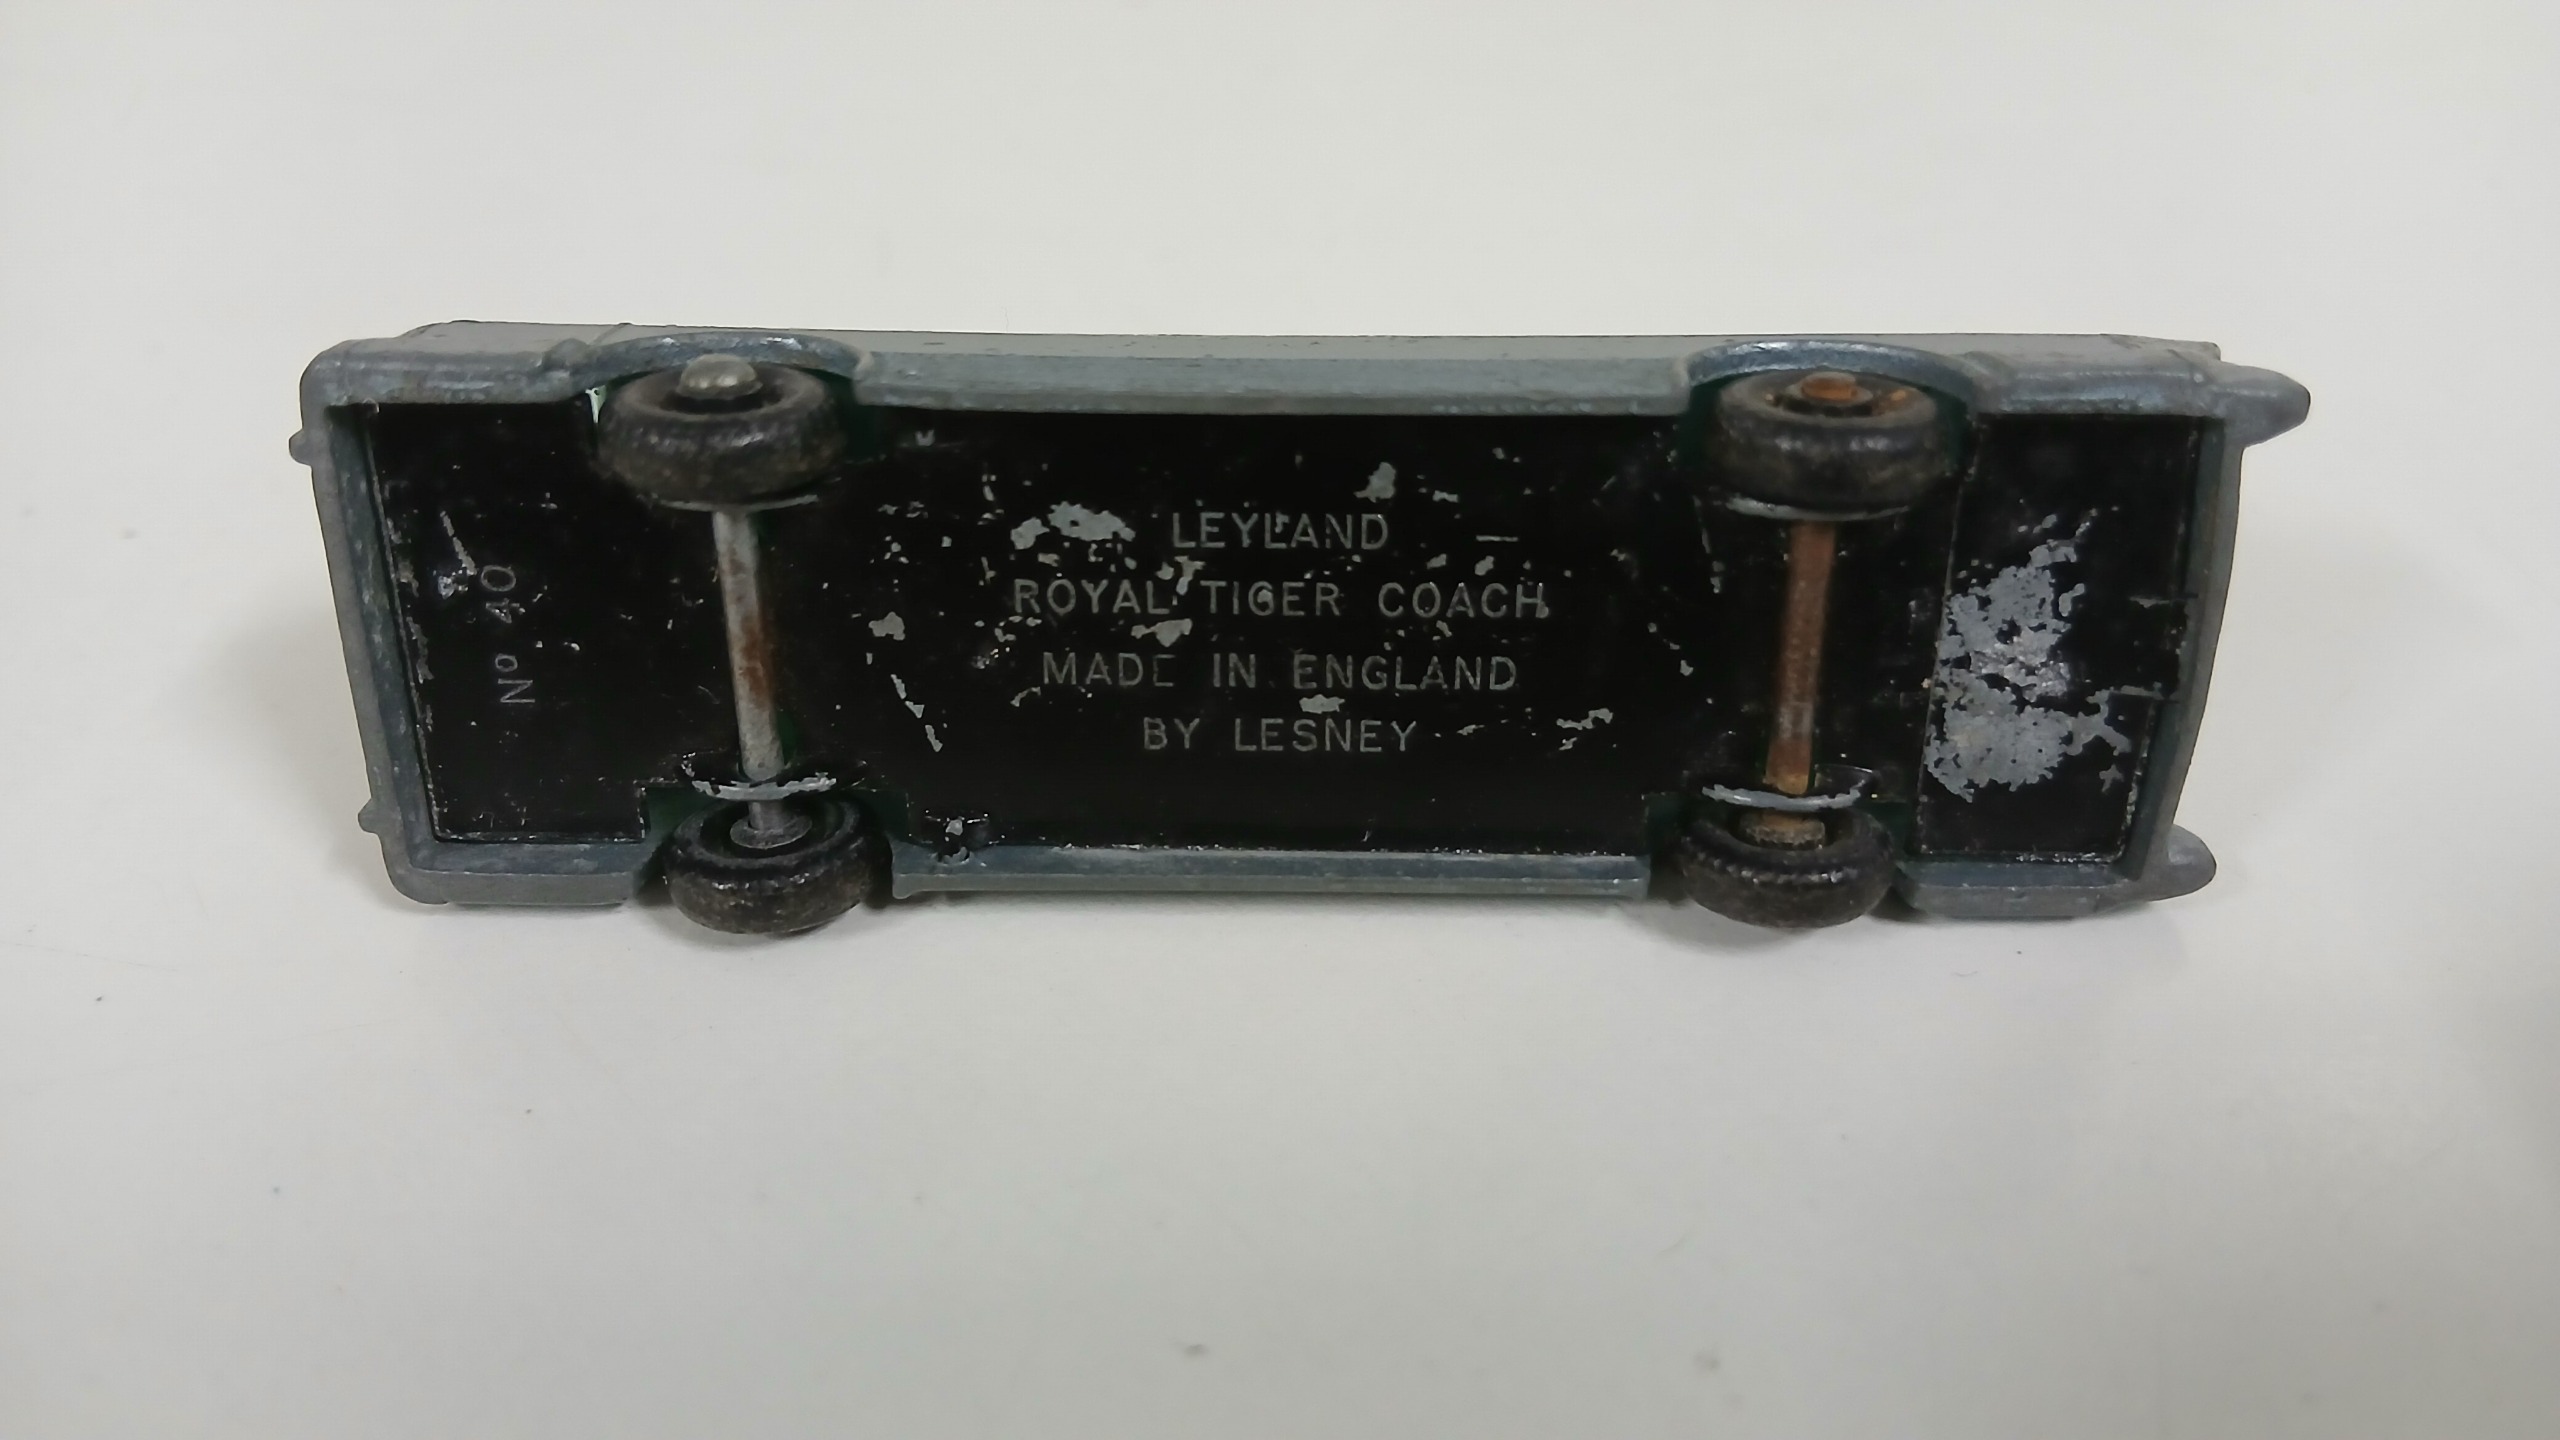 Nº 40
LEYLAND
ROYAL TIGER COACH
MADE IN ENGLAND
BY LESNEY